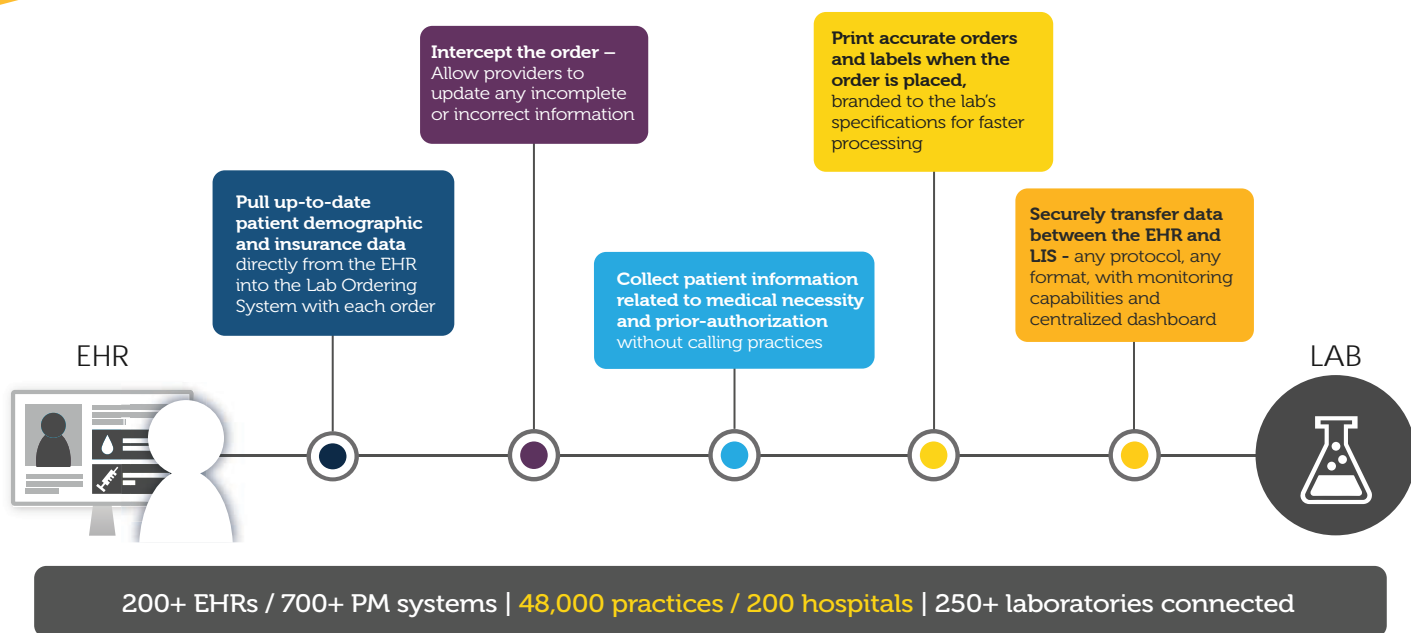 EHR
Pull up-to-date
patient demographic
and insurance data
directly from the EHR
into the Lab Ordering
System with each order
Intercept the order –
Allow providers to
update any incomplete
or incorrect information
Collect patient information
related to medical necessity
and prior-authorization
without calling practices
Print accurate orders
and labels when the
order is placed,
branded to the lab's
specifications for faster
processing
Securely transfer data
between the EHR and
LIS - any protocol, any
format, with monitoring
capabilities and
centralized dashboard
LAB
200+ EHRs / 700+ PM systems | 48,000 practices / 200 hospitals | 250+ laboratories connected